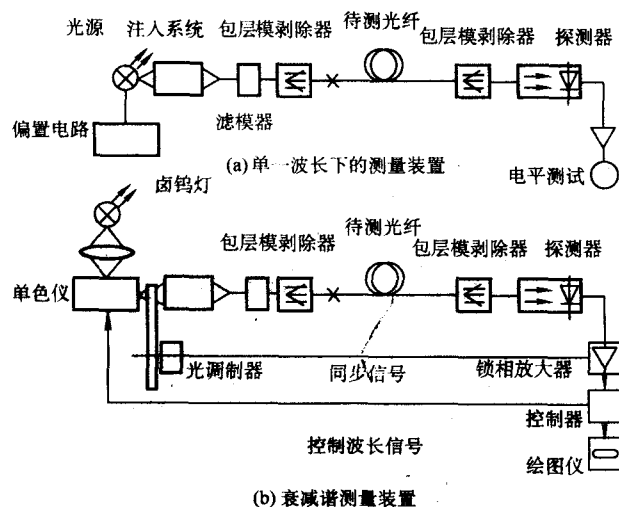 光源 注入系统 包层模剥除器 待测光纤 包层模剥除器 探测器
偏置电路
滤模器
(a) 单一波长下的测量装置
电平测试
卤钨灯
单色仪
包层模剥除器 待测光纤 包层模剥除器 探测器
光调制器
同步信号
锁相放大器
控制器
控制波长信号
绘图仪
(b) 衰减谱测量装置